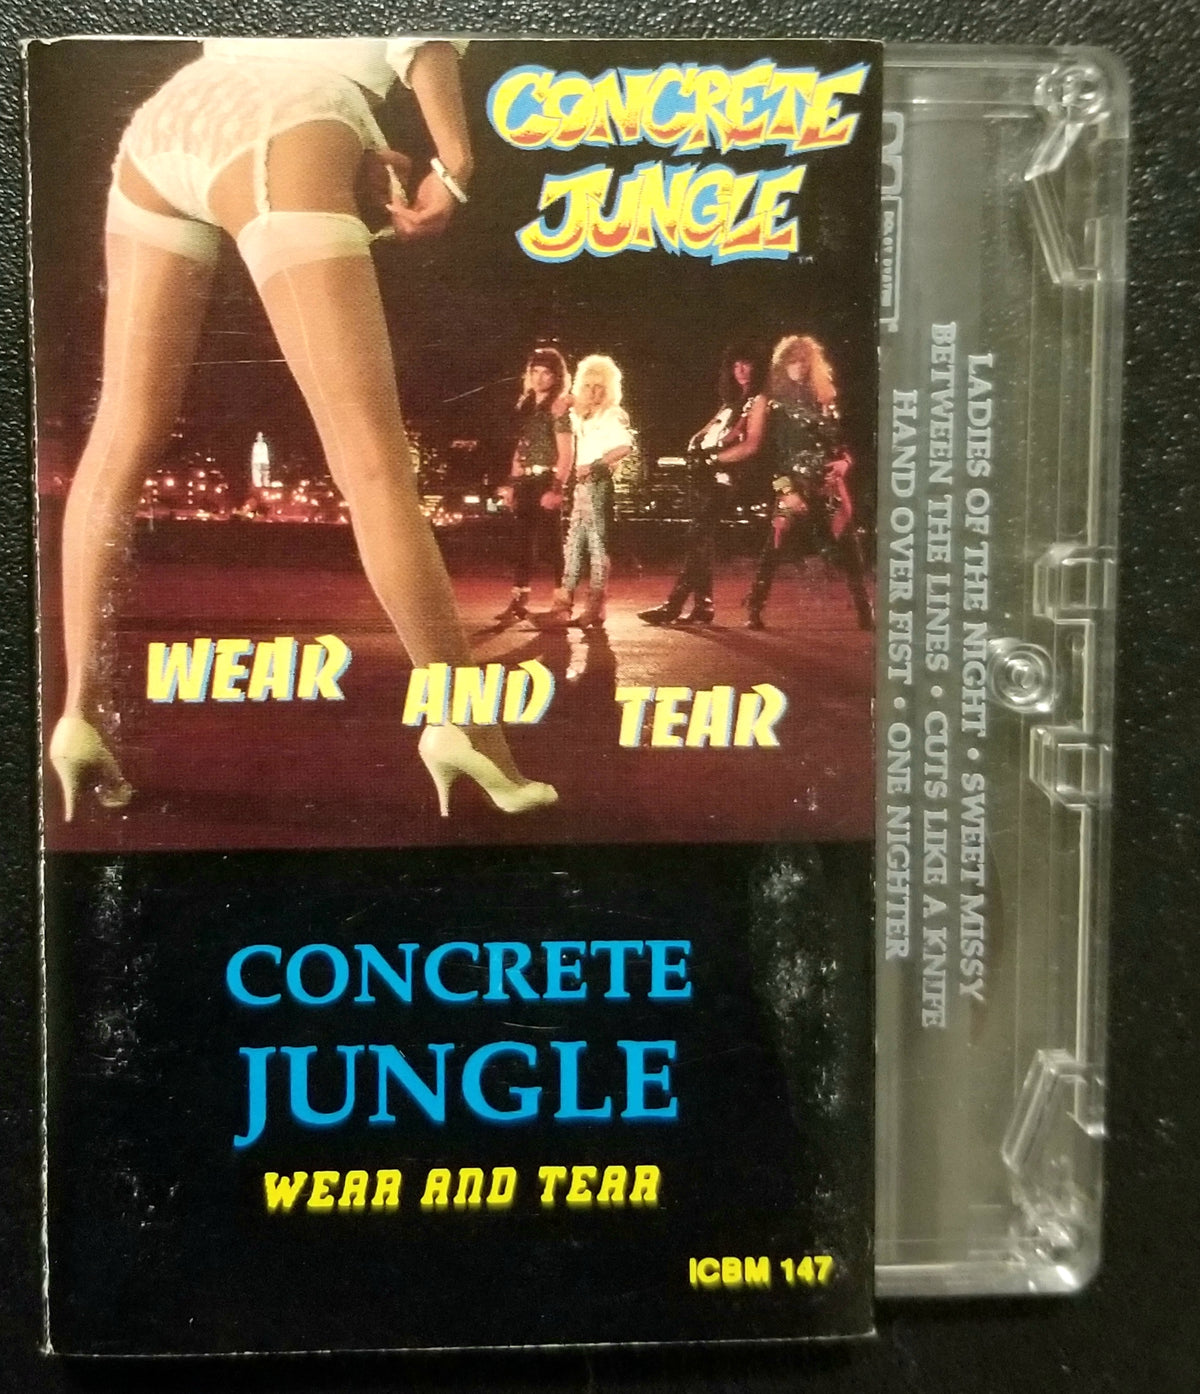 CONCRETE
JUNGLE
TM
WEAR AND TEAR
CONCRETE
JUNGLE
WEAR AND TEAR
ICBM 147
LADIES OF THE NIGHT • SWEET MISSY
BETWEEN THE LINES • CUTS LIKE A KNIFE
HAND OVER FIST • ONE NIGHTER